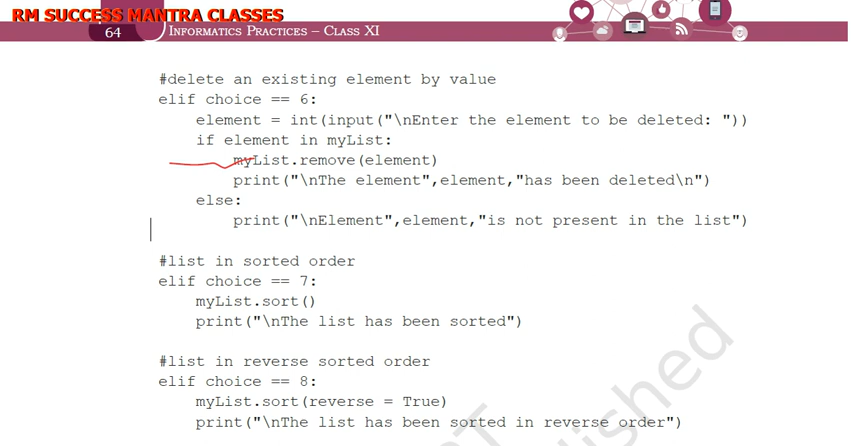 RM SUCCESS MANTRA CLASSES
64 Informatics Practices – Class XI
#delete an existing element by value
elif choice == 6:
    element = int(input("\nEnter the element to be deleted: "))
    if element in myList:
        myList.remove(element)
        print("\nThe element",element,"has been deleted\n")
    else:
        print("\nElement",element,"is not present in the list")
#list in sorted order
elif choice == 7:
    myList.sort()
    print("\nThe list has been sorted")
#list in reverse sorted order
elif choice == 8:
    myList.sort(reverse = True)
    print("\nThe list has been sorted in reverse order")